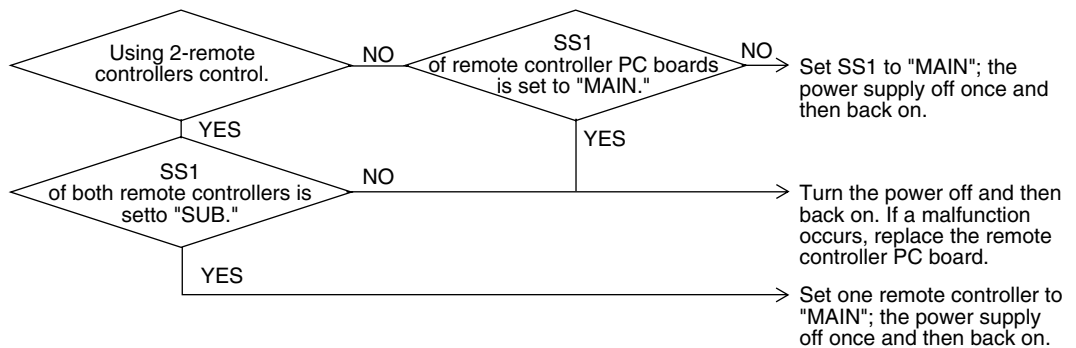 Using 2-remote
controllers control.
NO
SS1
of remote controller PC boards
is set to "MAIN."
NO
Set SS1 to "MAIN"; the
power supply off once and
then back on.
YES
YES
SS1
of both remote controllers is
setto "SUB."
NO
Turn the power off and then
back on. If a malfunction
occurs, replace the remote
controller PC board.
YES
Set one remote controller to
"MAIN"; the power supply
off once and then back on.